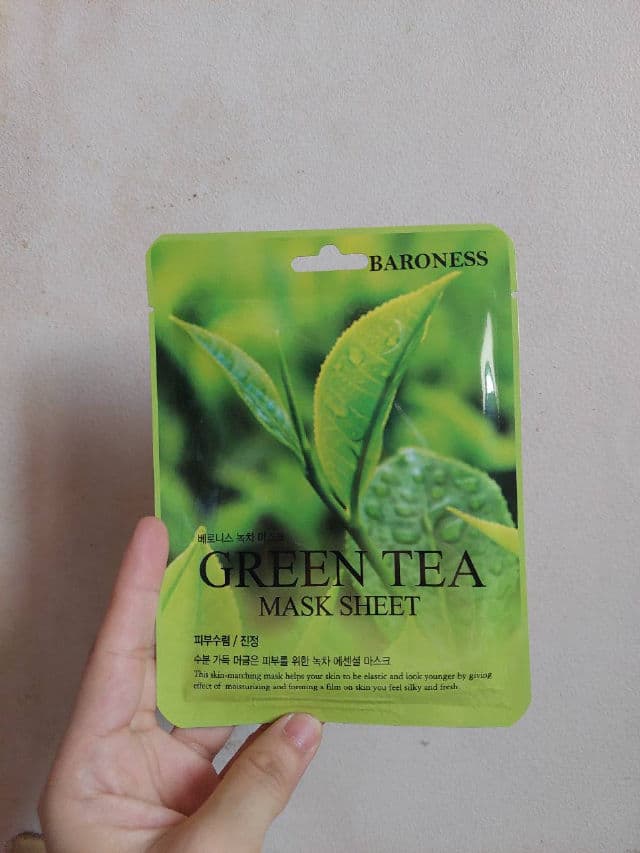 BARONESS
베로니스 녹차 마스크
GREEN TEA
MASK SHEET
피부수렴 / 진정
수분 가득 머금은 피부를 위한 녹차 에센셜 마스크
This skin-matching mask helps your skin to be elastic and look younger by giving
effect of moisturizing and forming a film on skin you feel silky and fresh.